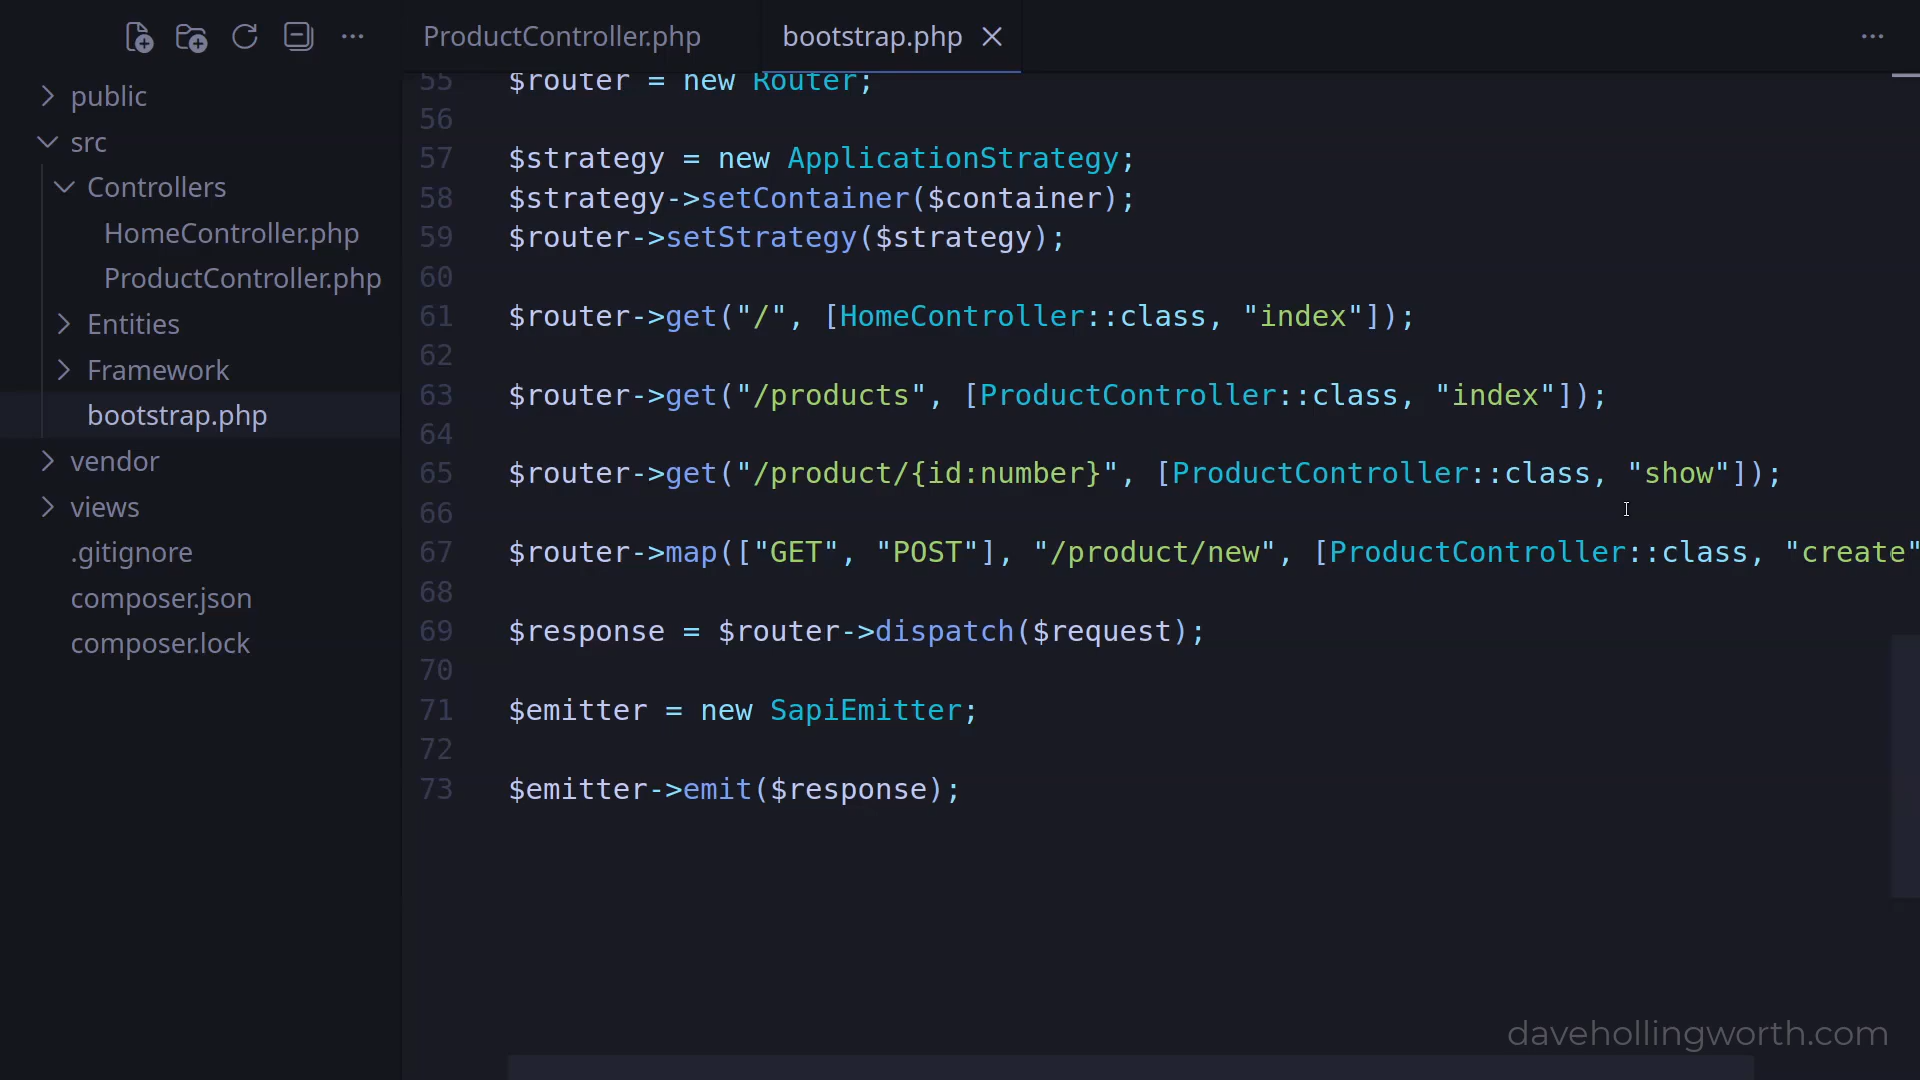 ProductController.php
bootstrap.php
public
src
Controllers
HomeController.php
ProductController.php
Entities
Framework
bootstrap.php
vendor
views
.gitignore
composer.json
composer.lock
55 $router = new Router;
56
57 $strategy = new ApplicationStrategy;
58 $strategy->setContainer($container);
59 $router->setStrategy($strategy);
60
61 $router->get("/", [HomeController::class, "index"]);
62
63 $router->get("/products", [ProductController::class, "index"]);
64
65 $router->get("/product/{id:number}", [ProductController::class, "show"]);
66
67 $router->map(["GET", "POST"], "/product/new", [ProductController::class, "create"
68
69 $response = $router->dispatch($request);
70
71 $emitter = new SapiEmitter;
72
73 $emitter->emit($response);
davehollingworth.com